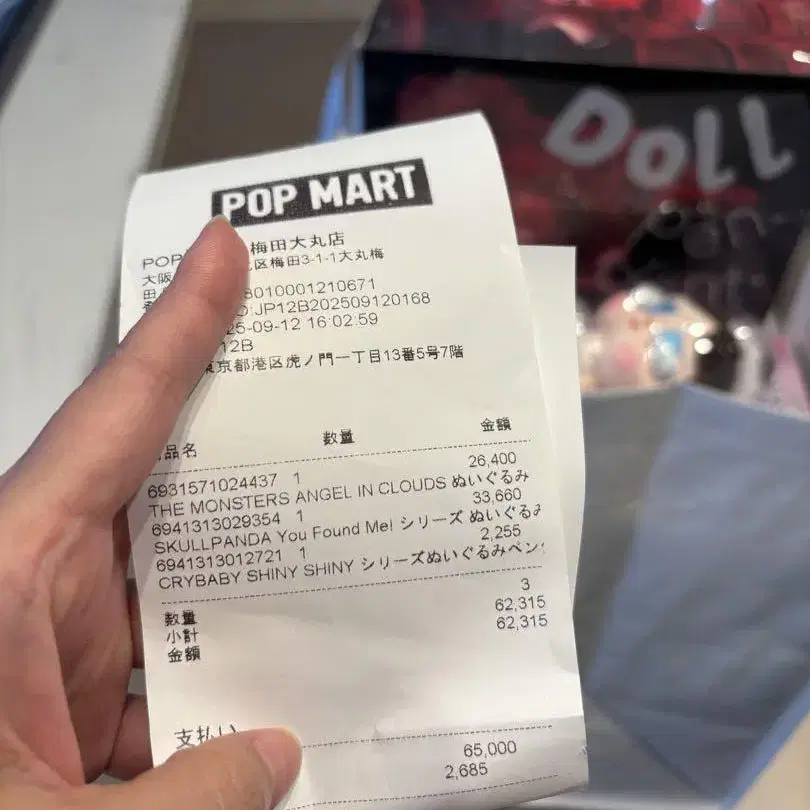 POP MART
POP 梅田大丸店
大阪 区梅田3-1-1大丸梅
田 8010001210671
:JP12B202509120168
25-09-12 16:02:59
12B
東京都港区虎ノ門一丁目13番5号7階
品名 数量 金額
6931571024437 1 26,400
THE MONSTERS ANGEL IN CLOUDS ぬいぐるみ
6941313029354 1 33,660
SKULLPANDA You Found Me! シリーズ ぬいぐる
6941313012721 1 2,255
CRYBABY SHINY SHINY シリーズぬいぐるみペン
数量 3
小計 62,315
金額 62,315
支払い
65,000
2,685
Doll